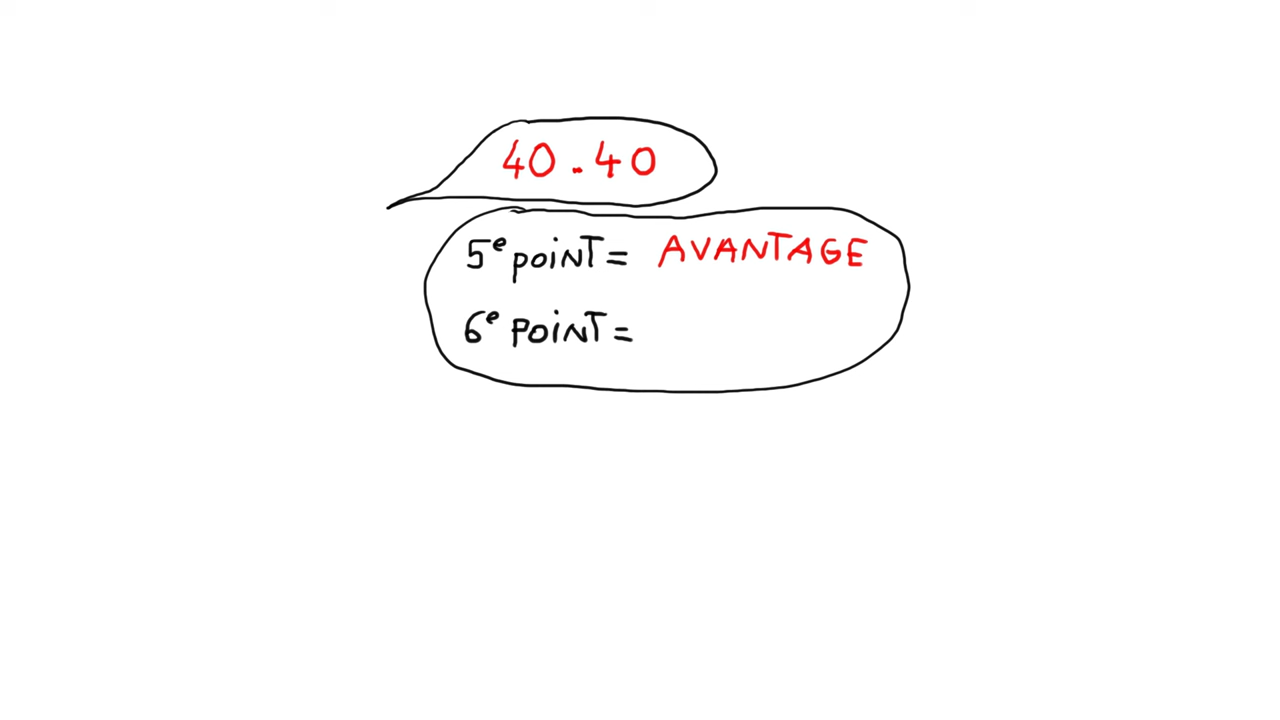 40.40
5e point = AVANTAGE
6e POINT =